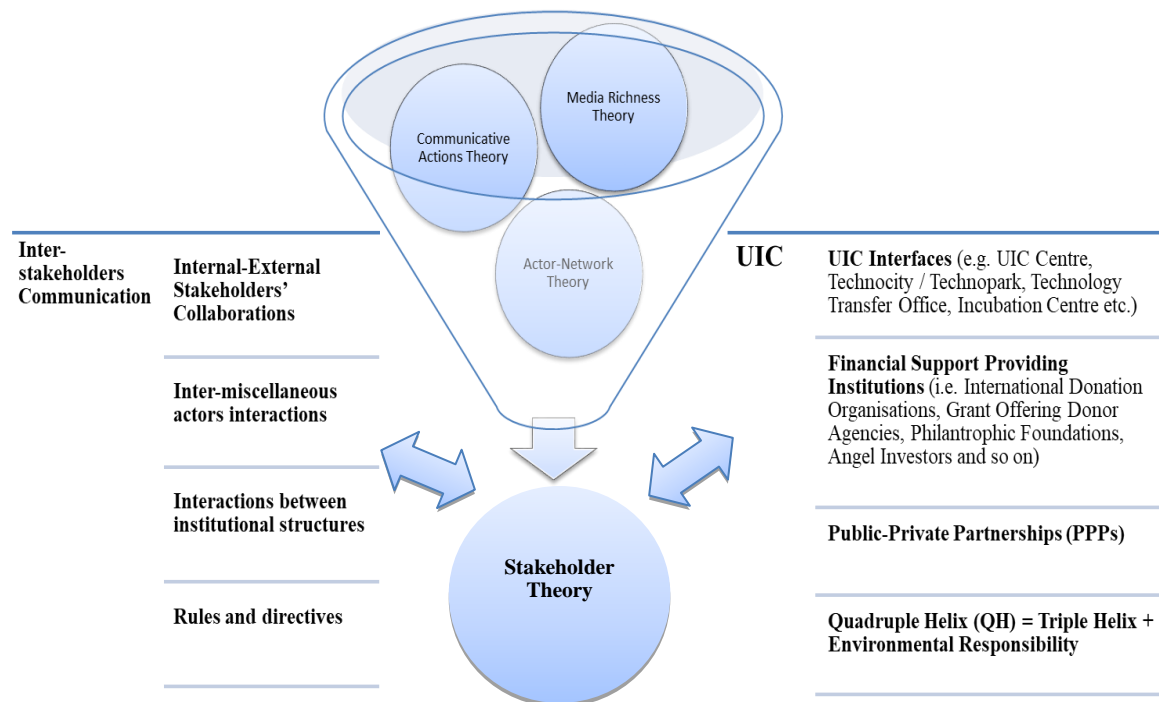 Media Richness
Theory
Communicative
Actions Theory
Actor-Network
Theory
Inter-
stakeholders
Communication
Internal-External
Stakeholders’
Collaborations
Inter-miscellaneous
actors interactions
Interactions between
institutional structures
Rules and directives
Stakeholder
Theory
UIC
UIC Interfaces (e.g. UIC Centre,
Technocity / Technopark, Technology
Transfer Office, Incubation Centre etc.)
Financial Support Providing
Institutions (i.e. International Donation
Organisations, Grant Offering Donor
Agencies, Philantrophic Foundations,
Angel Investors and so on)
Public-Private Partnerships (PPPs)
Quadruple Helix (QH) = Triple Helix +
Environmental Responsibility